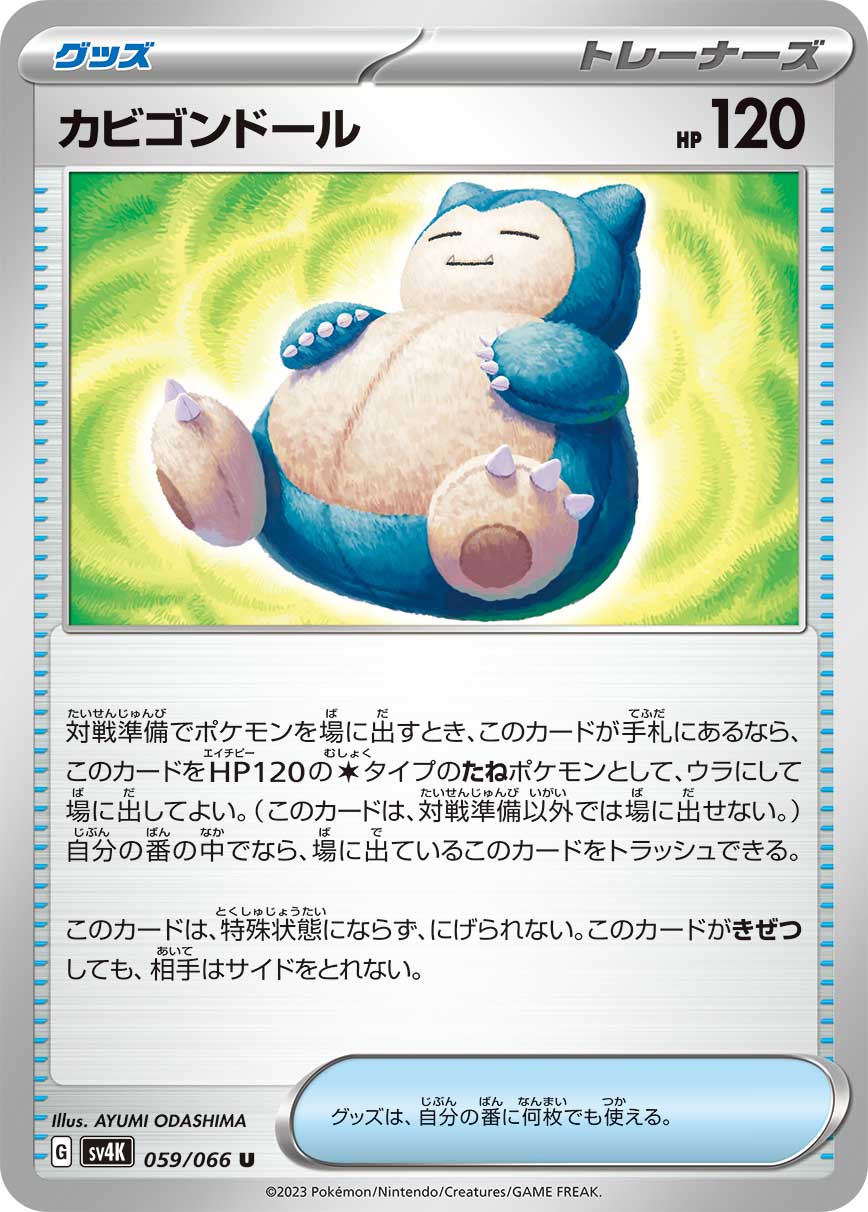 グッズ
トレーナーズ
カビゴンドール
HP 120
対戦準備でポケモンを場に出すとき、このカードが手札にあるなら、
このカードをHP120の タイプのたねポケモンとして、ウラにして
場に出してよい。(このカードは、対戦準備以外では場に出せない。)
自分の番の中でなら、場に出ているこのカードをトラッシュできる。
このカードは、特殊状態にならず、にげられない。このカードがきぜつ
しても、相手はサイドをとれない。
グッズは、自分の番に何枚でも使える。
Illus. AYUMI ODASHIMA
G SV4K 059/066 U
©2023 Pokémon/Nintendo/Creatures/GAME FREAK.